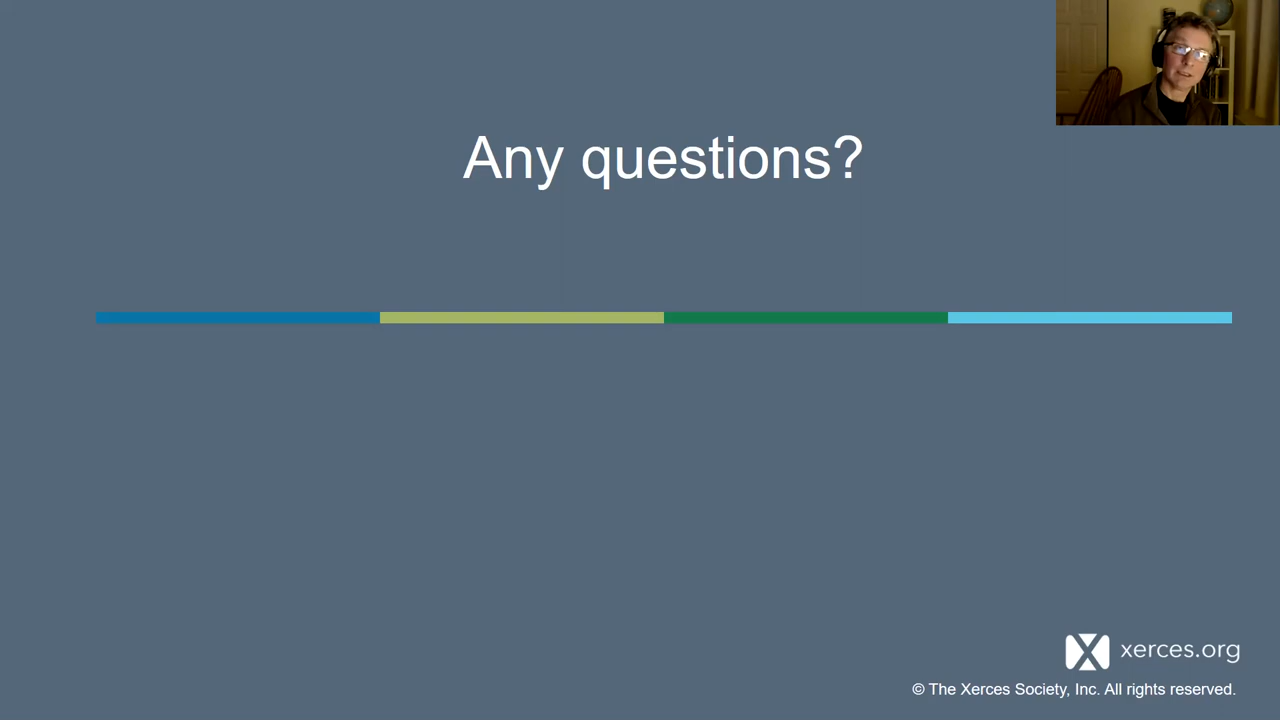 Any questions?
xerces.org
© The Xerces Society, Inc. All rights reserved.